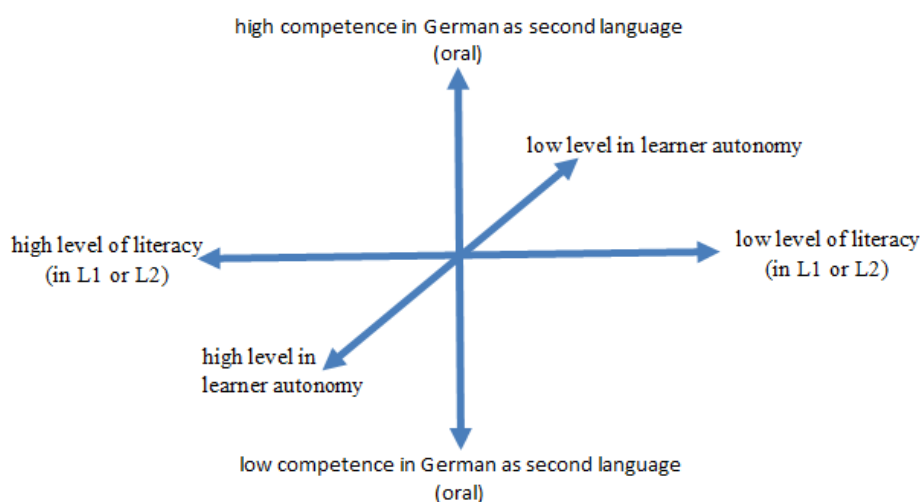 high competence in German as second language
(oral)
low level in learner autonomy
high level of literacy
(in L1 or L2)
low level of literacy
(in L1 or L2)
high level in
learner autonomy
low competence in German as second language
(oral)